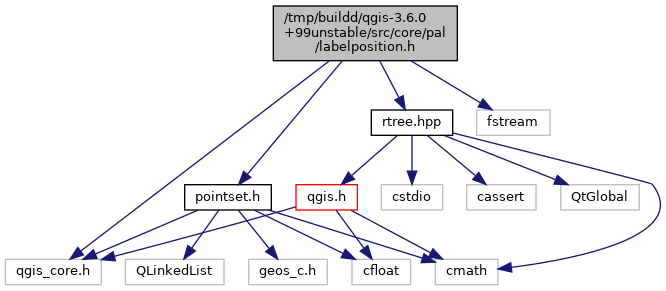 /tmp/buildd/qgis-3.6.0
+99unstable/src/core/pal
/labelposition.h
rtree.hpp
fstream
pointset.h
qgis.h
cstdio
cassert
QtGlobal
qgis_core.h
QLinkedList
geos_c.h
cfloat
cmath